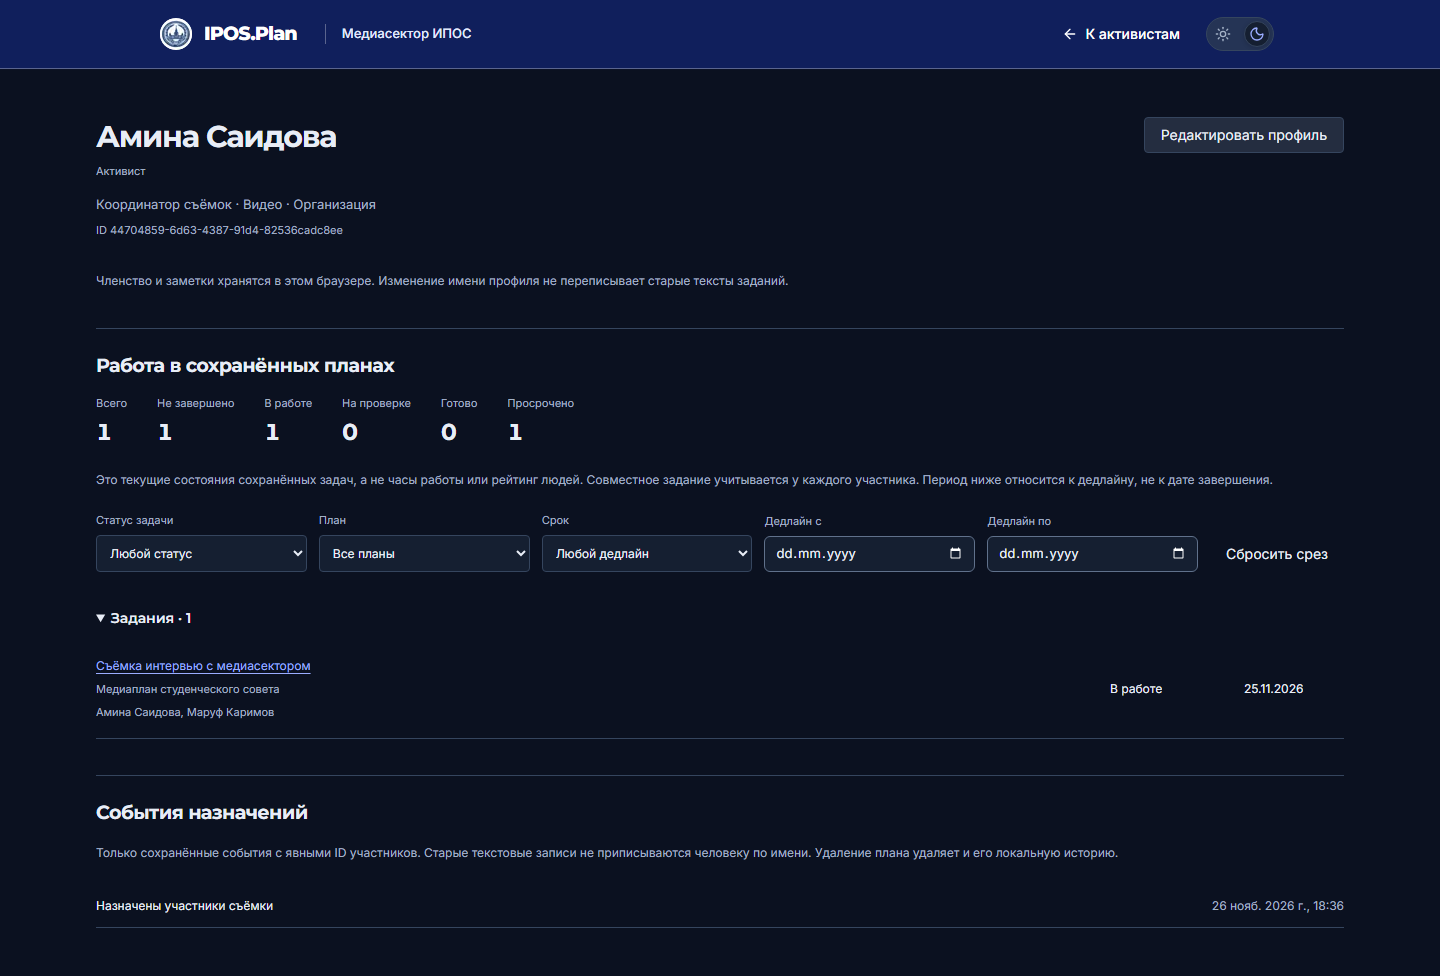 IPOS.Plan
Медиасектор ИПОС
← К активистам
Амина Саидова
Редактировать профиль
Активист
Координатор съёмок · Видео · Организация
ID 44704859-6d63-4387-91d4-82536cadc8ee
Членство и заметки хранятся в этом браузере. Изменение имени профиля не переписывает старые тексты заданий.
Работа в сохранённых планах
Всего Не завершено В работе На проверке Готово Просрочено
1 1 1 0 0 1
Это текущие состояния сохранённых задач, а не часы работы или рейтинг людей. Совместное задание учитывается у каждого участника. Период ниже относится к дедлайну, не к дате завершения.
Статус задачи План Срок Дедлайн с Дедлайн по
Любой статус Все планы Любой дедлайн dd.mm.yyyy dd.mm.yyyy Сбросить срез
Задания · 1
Съёмка интервью с медиасектором
Медиаплан студенческого совета В работе 25.11.2026
Амина Саидова, Маруф Каримов
События назначений
Только сохранённые события с явными ID участников. Старые текстовые записи не приписываются человеку по имени. Удаление плана удаляет и его локальную историю.
Назначены участники съёмки 26 нояб. 2026 г., 18:36